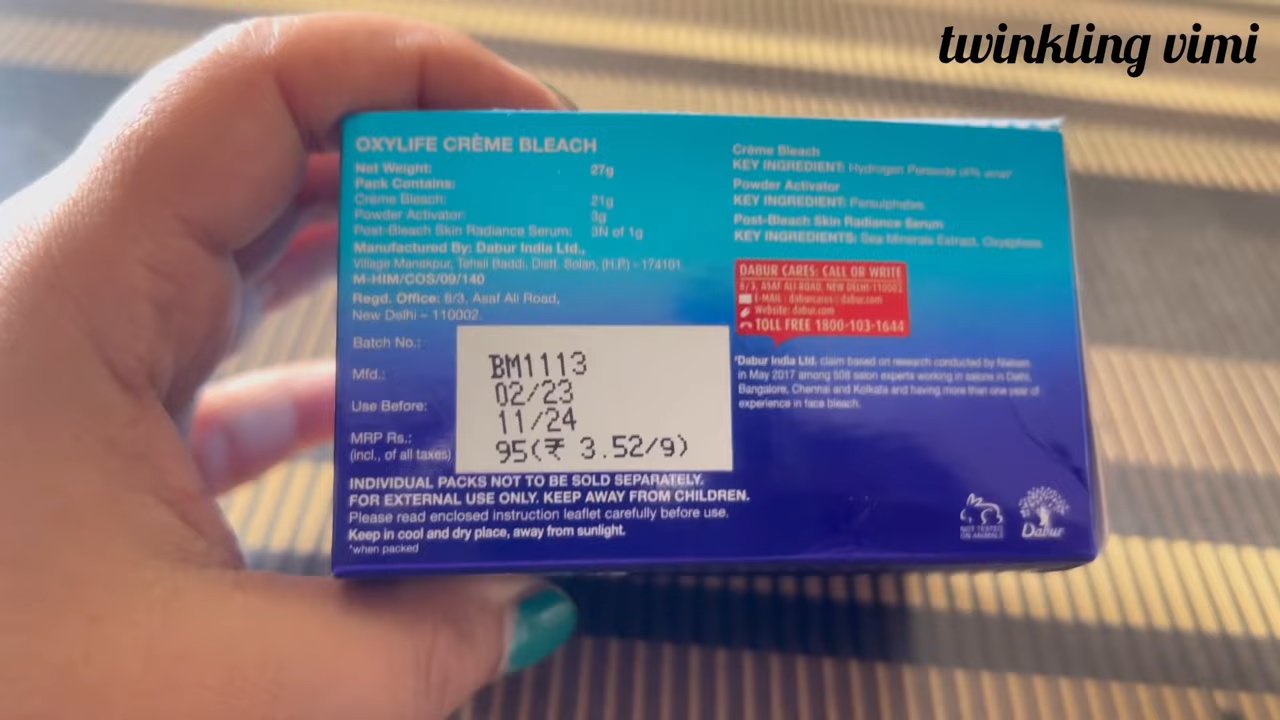 twinkling vimi
OXYLIFE CRÈME BLEACH
Net Weight: 27g
Pack Contains:
Crème Bleach: 21g
Powder Activator: 3g
Post-Bleach Skin Radiance Serum: 3N of 1g
Manufactured By: Dabur India Ltd.,
Village Manakpur, Tehsil Baddi, Distt. Solan, (H.P.) - 174101.
M-HIM/COS/09/140
Regd. Office: 8/3, Asaf Ali Road,
New Delhi – 110002.
Batch No.: BM1113
Mfd.: 02/23
Use Before: 11/24
MRP Rs.: 95(₹ 3.52/g)
(incl., of all taxes)
INDIVIDUAL PACKS NOT TO BE SOLD SEPARATELY.
FOR EXTERNAL USE ONLY. KEEP AWAY FROM CHILDREN.
Please read enclosed instruction leaflet carefully before use.
Keep in cool and dry place, away from sunlight.
*when packed
Crème Bleach
KEY INGREDIENT: Hydrogen Peroxide
Powder Activator
KEY INGREDIENT: Persulphates
Post-Bleach Skin Radiance Serum
KEY INGREDIENTS: Sea Minerals Extract,
DABUR CARES: CALL OR WRITE
8/3, ASAF ALI ROAD, NEW DELHI-110002
E-MAIL: daburcares@dabur.com
Website: dabur.com
TOLL FREE 1800-103-1644
*Dabur India Ltd. claim based on research conducted by Nielsen
in May 2017 among 508 salon experts working in salons in Delhi,
Bangalore, Chennai and Kolkata and having more than one year of
experience in face bleach.
NOT TESTED
ON ANIMALS
Dabur